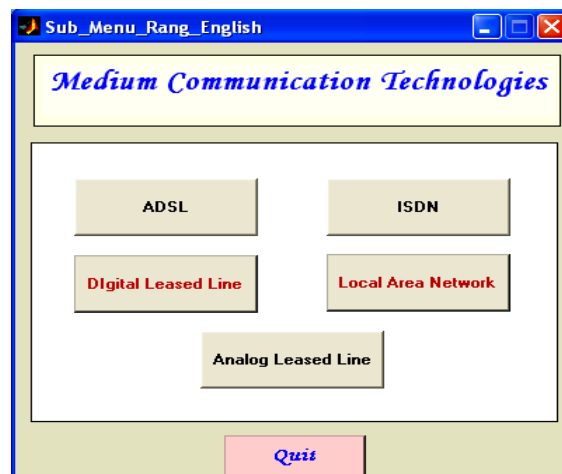 Sub_Menu_Rang_English
Medium Communication Technologies
ADSL
ISDN
DIgital Leased Line
Local Area Network
Analog Leased Line
Quit